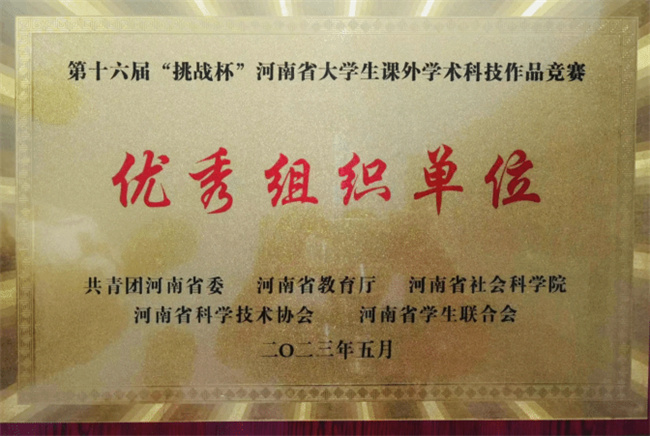 第十六届“挑战杯”河南省大学生课外学术科技作品竞赛
优秀组织单位
共青团河南省委 河南省教育厅 河南省社会科学院
河南省科学技术协会 河南省学生联合会
二〇二三年五月